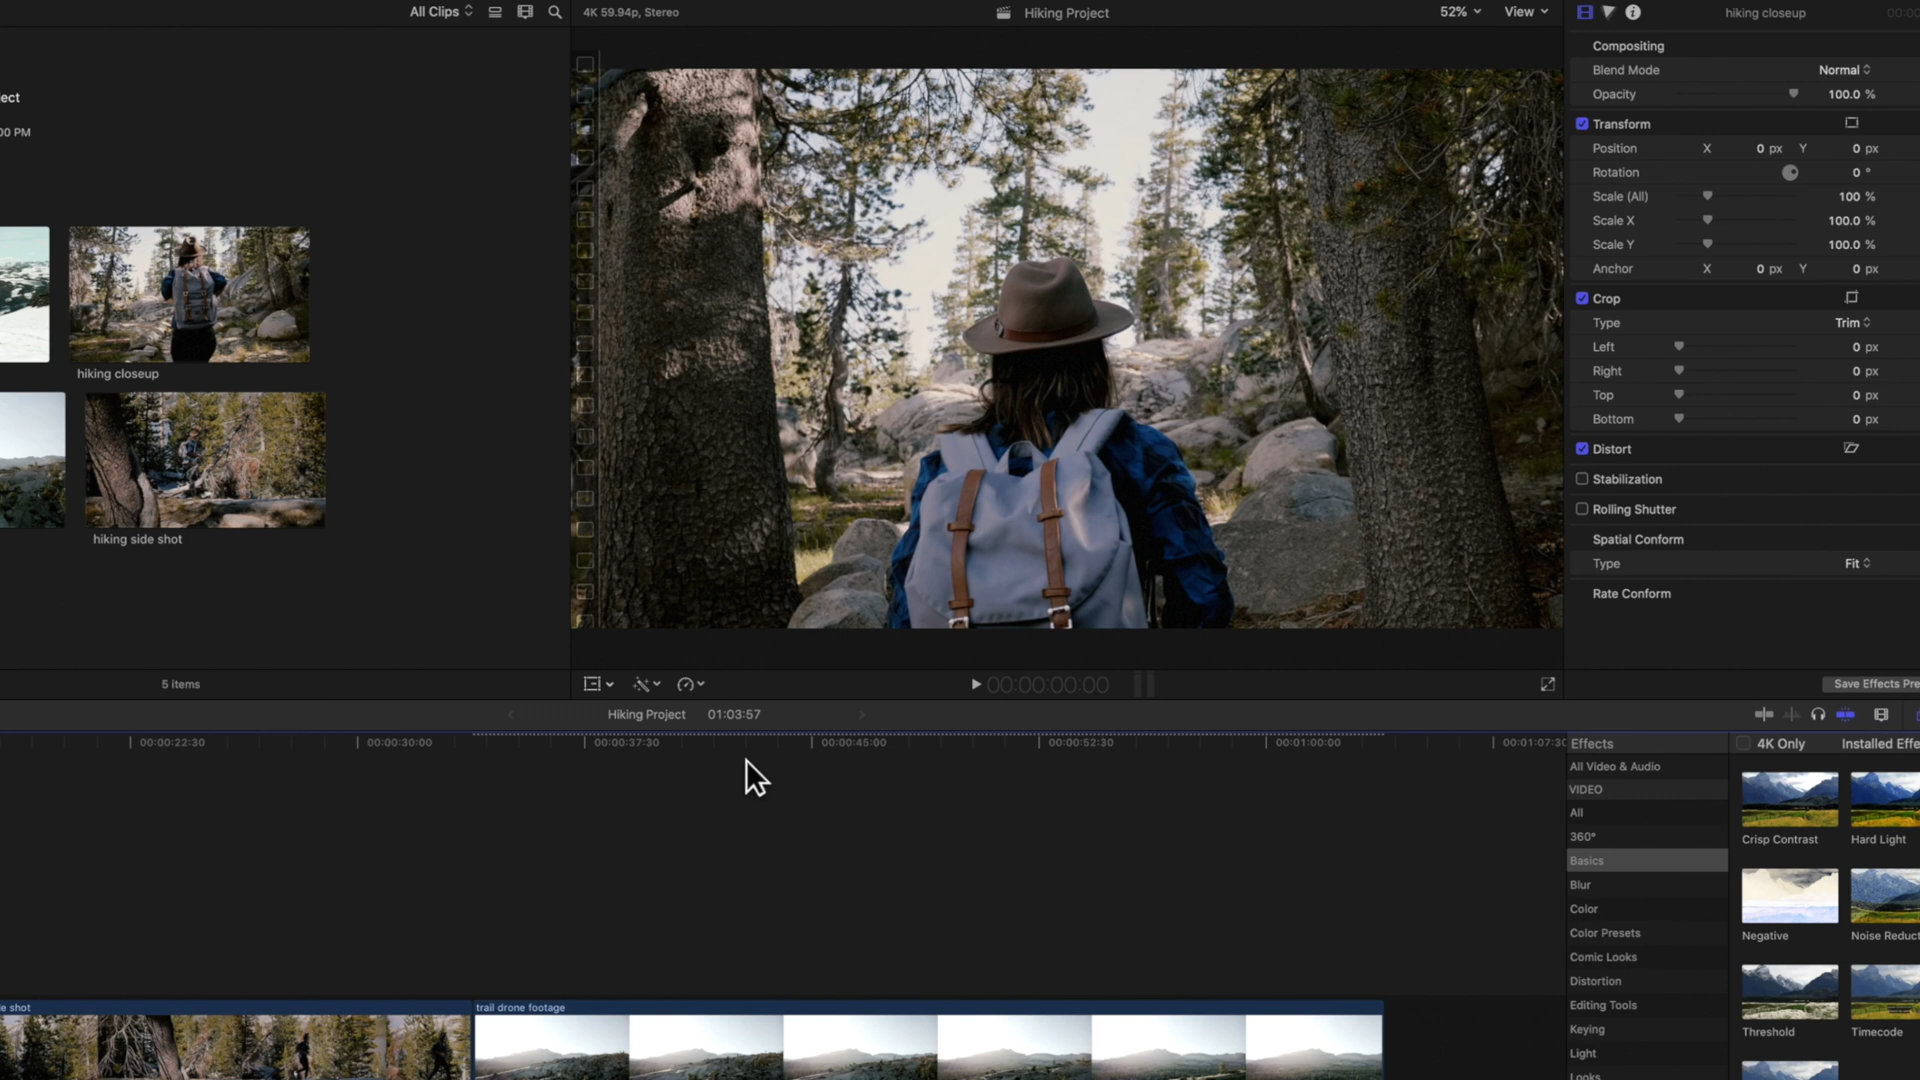 All Clips
4K 59.94p, Stereo
Hiking Project
52%
View
hiking closeup
Compositing
Blend Mode
Normal
Opacity
100.0 %
Transform
Position X 0 px Y 0 px
Rotation 0 °
Scale (All) 100 %
Scale X 100.0 %
Scale Y 100.0 %
Anchor X 0 px Y 0 px
Crop
Type Trim
Left 0 px
Right 0 px
Top 0 px
Bottom 0 px
Distort
Stabilization
Rolling Shutter
Spatial Conform
Type Fit
Rate Conform
Save Effects Pre
ect
00 PM
hiking closeup
hiking side shot
5 items
00:00:00:00
Hiking Project 01:03:57
00:00:22:30
00:00:30:00
00:00:37:30
00:00:45:00
00:00:52:30
00:01:00:00
00:01:07:30
e shot
trail drone footage
Effects
4K Only
Installed Effe
All Video & Audio
VIDEO
All
360°
Basics
Blur
Color
Color Presets
Comic Looks
Distortion
Editing Tools
Keying
Light
Looks
Crisp Contrast
Hard Light
Negative
Noise Reduct
Threshold
Timecode